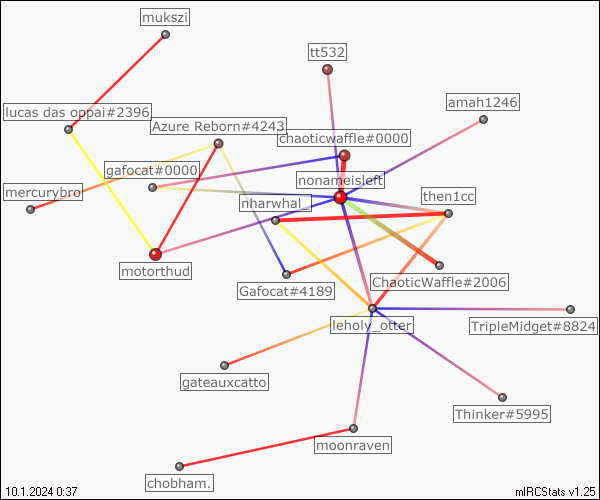 mukszi
tt532
amah1246
lucas das oppai#2396
Azure Reborn#4243
chaoticwaffle#0000
gafocat#0000
nonameisleft
mercurybro
nharwhal_
then1cc
motorthud
Gafocat#4189
ChaoticWaffle#2006
leholy_otter
TripleMidget#8824
gateauxcatto
Thinker#5995
moonraven
chobham.
10.1.2024 0:37
mIRCStats v1.25